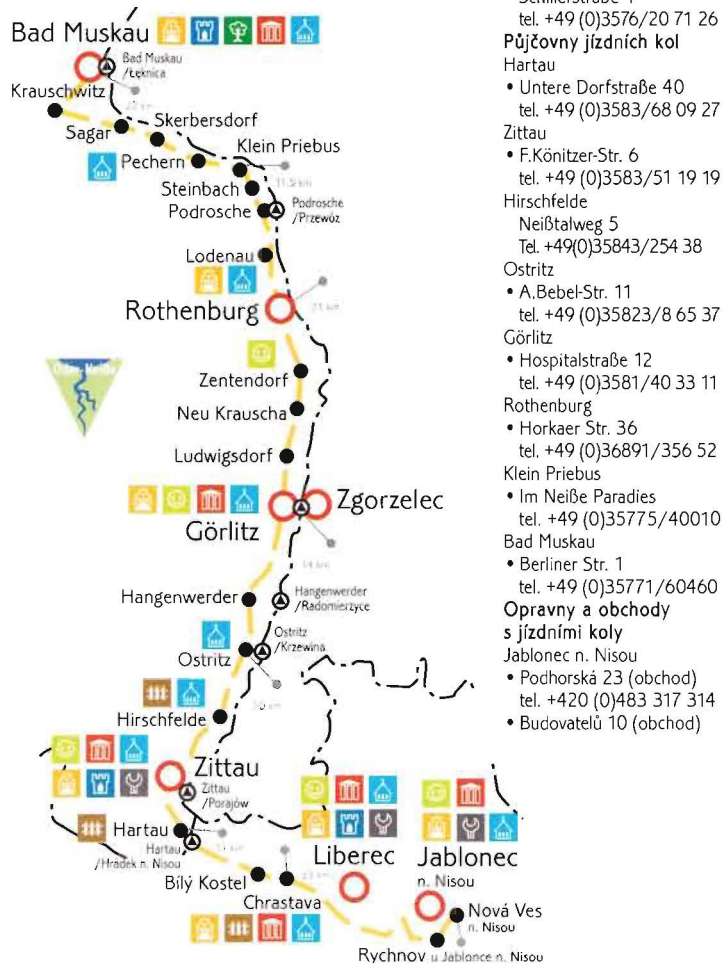 tel. +49 (0)3576/20 71 26
Půjčovny jízdních kol
Hartau
• Untere Dorfstraße 40
tel. +49 (0)3583/68 09 27
Zittau
• F.Könitzer-Str. 6
tel. +49 (0)3583/51 19 19
Hirschfelde
Neißtalweg 5
Tel. +49(0)35843/254 38
Ostritz
• A.Bebel-Str. 11
tel. +49 (0)35823/8 65 37
Görlitz
• Hospitalstraße 12
tel. +49 (0)3581/40 33 11
Rothenburg
• Horkaer Str. 36
tel. +49 (0)36891/356 52
Klein Priebus
• Im Neiße Paradies
tel. +49 (0)35775/40010
Bad Muskau
• Berliner Str. 1
tel. +49 (0)35771/60460
Opravny a obchody
s jízdními koly
Jablonec n. Nisou
• Podhorská 23 (obchod)
tel. +420 (0)483 317 314
• Budovatelů 10 (obchod)
Bad Muskau
Bad Muskau
/Łęknica
Krauschwitz
Sagar
Skerbersdorf
Pechern
Klein Priebus
Steinbach
Podrosche
Podrosche
/Przewóz
Lodenau
Rothenburg
Oder-Neiße
Zentendorf
Neu Krauscha
Ludwigsdorf
Zgorzelec
Görlitz
14 km
Hangenwerder
Hangenwerder
/Radomierzyce
Ostritz
Ostritz
/Krzewina
Hirschfelde
Zittau
Zittau
/Porajów
Hartau
Hartau
/Hrádek n. Nisou
Bílý Kostel
Chrastava
Liberec
Jablonec
n. Nisou
Nová Ves
n. Nisou
Rychnov u Jablonce n. Nisou